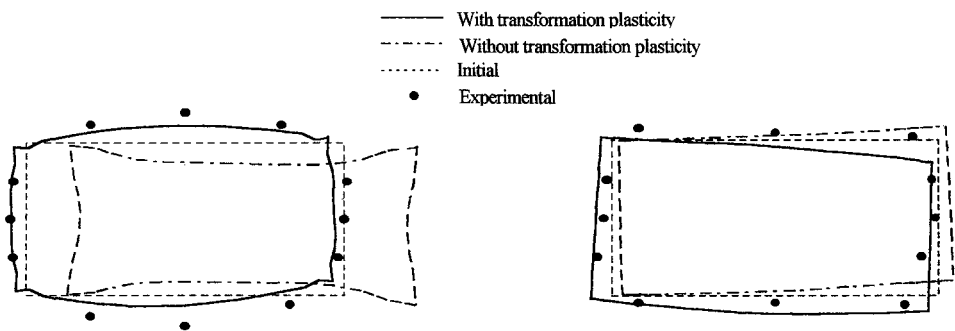 With transformation plasticity
Without transformation plasticity
Initial
Experimental